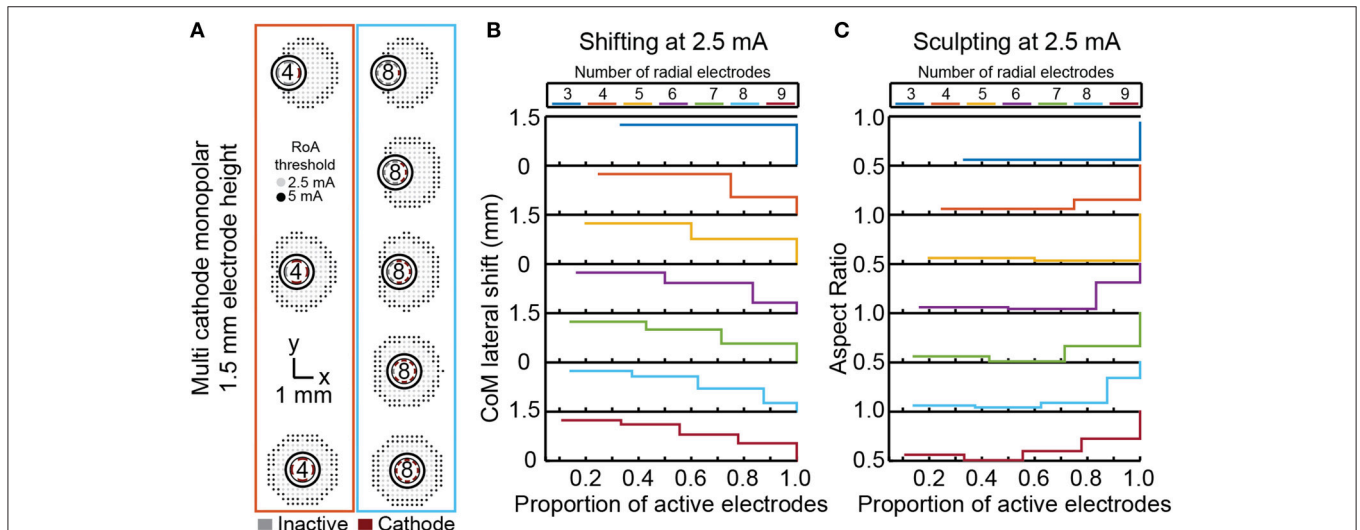 A
Multi cathode monopolar
1.5 mm electrode height
4
8
RoA
threshold
2.5 mA
5 mA
8
4
8
y
x
1 mm
8
4
8
Inactive
Cathode
B
Shifting at 2.5 mA
Number of radial electrodes
3 4 5 6 7 8 9
CoM lateral shift (mm)
1.5
0
1.5
0
1.5
0
1.5
0
0.2 0.4 0.6 0.8 1.0
Proportion of active electrodes
C
Sculpting at 2.5 mA
Number of radial electrodes
3 4 5 6 7 8 9
Aspect Ratio
1.0
0.5
1.0
0.5
1.0
0.5
1.0
0.5
0.2 0.4 0.6 0.8 1.0
Proportion of active electrodes